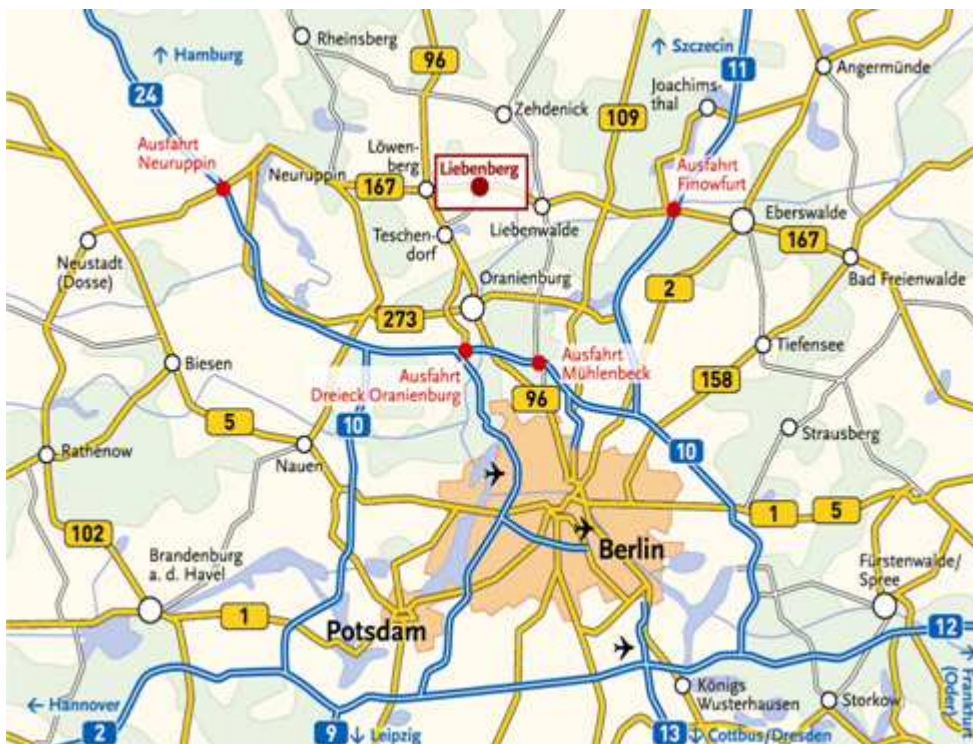 Rheinsberg
↑ Hamburg
96
↑ Szczecin
11
Angermünde
24
Joachims-
thal
Zehdenick
109
Ausfahrt
Neuruppin
Löwen-
berg
Liebenberg
Ausfahrt
Finowfurt
Neuruppin
167
Liebenwalde
Eberswalde
167
Teschen-
dorf
Neustadt
(Dosse)
Oranienburg
Bad Freienwalde
2
273
Biesen
Ausfahrt
Dreieck Oranienburg
Ausfahrt
Mühlenbeck
Tiefensee
158
96
5
10
Strausberg
Rathenow
Nauen
10
1
5
102
Berlin
Brandenburg
a. d. Havel
Fürstenwalde/
Spree
1
Potsdam
12
↑ Frankfurt
(Oder)
← Hannover
Königs
Wusterhausen
Storkow
2
9
↓ Leipzig
13
↓ Cottbus/Dresden